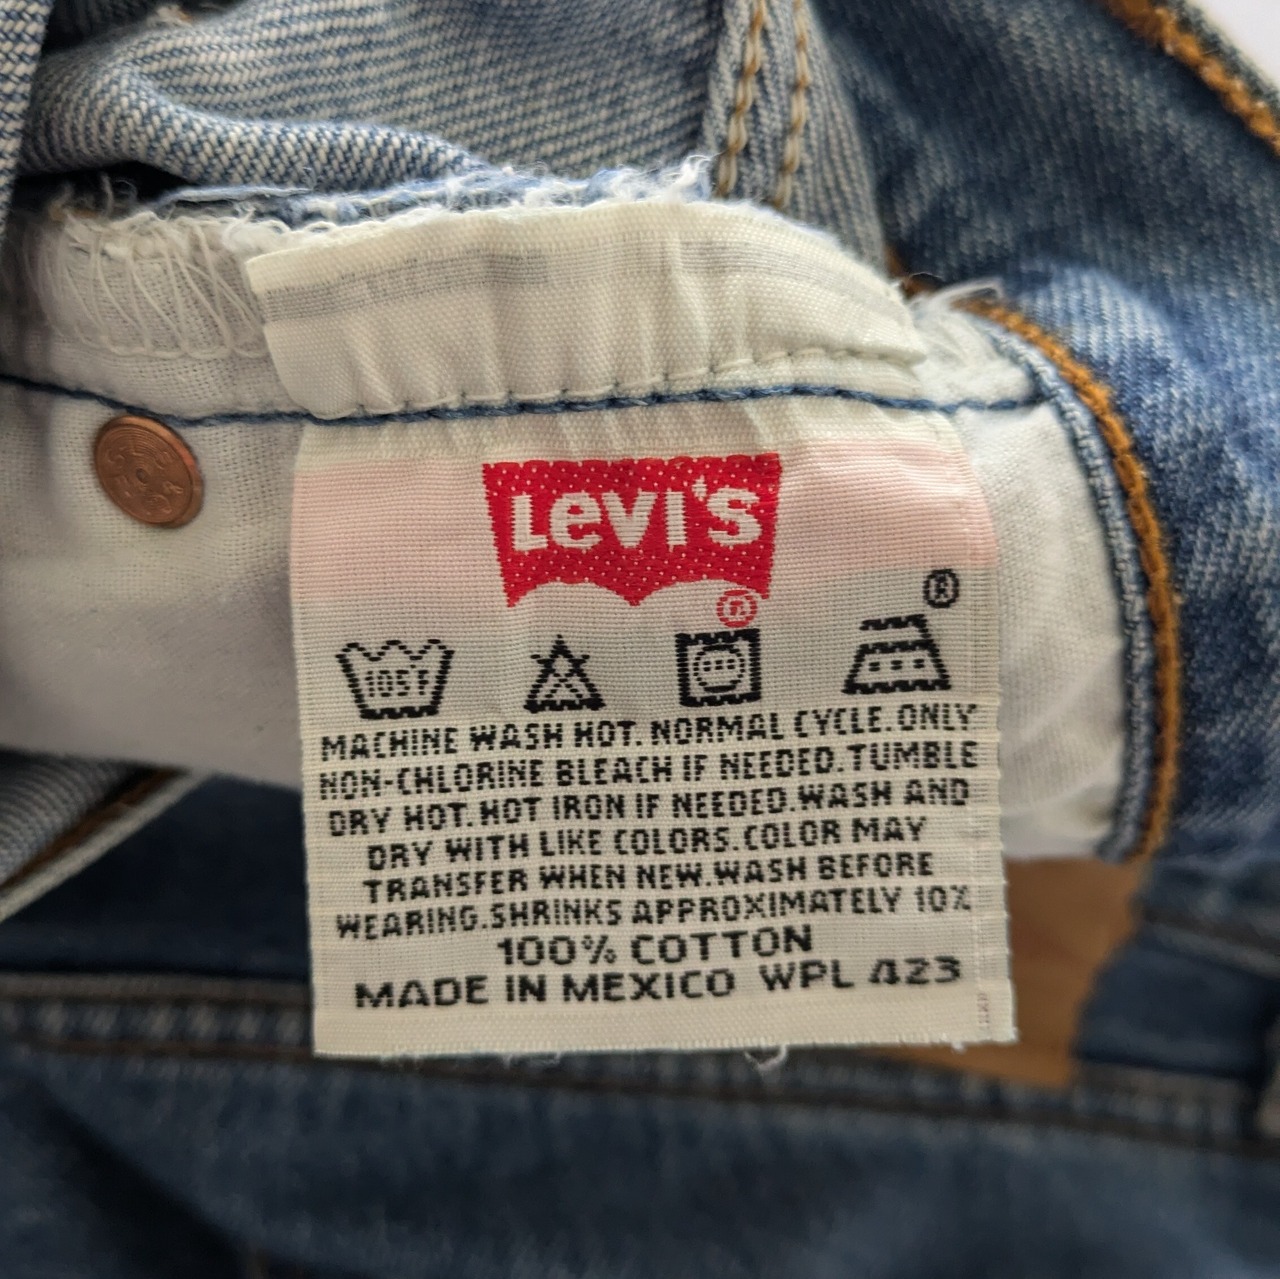 Levi's
®
®
105F
MACHINE WASH HOT. NORMAL CYCLE. ONLY
NON-CHLORINE BLEACH IF NEEDED. TUMBLE
DRY HOT. HOT IRON IF NEEDED. WASH AND
DRY WITH LIKE COLORS. COLOR MAY
TRANSFER WHEN NEW. WASH BEFORE
WEARING. SHRINKS APPROXIMATELY 10%
100% COTTON
MADE IN MEXICO WPL 423